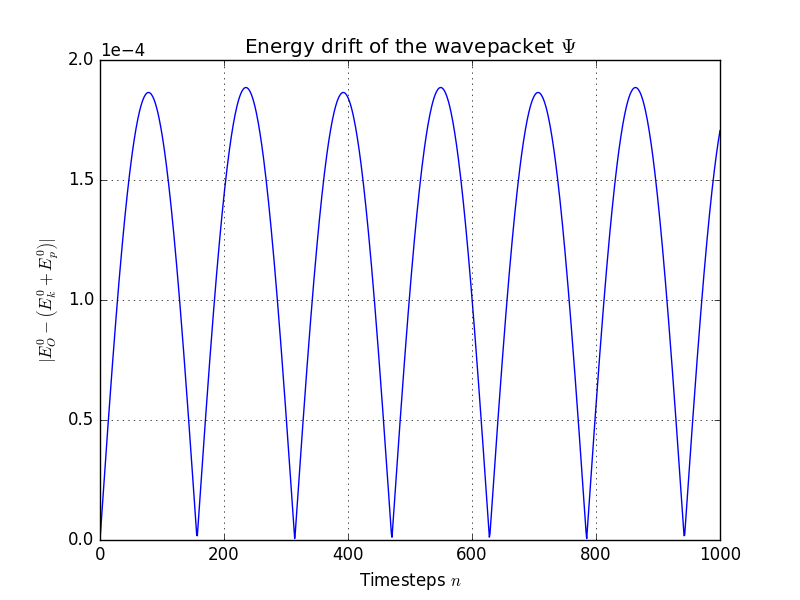 Energy drift of the wavepacket Ψ
1e−4
2.0
1.5
1.0
0.5
0.0
|E_O^0 − (E_k^0 + E_p^0)|
0 200 400 600 800 1000
Timesteps n